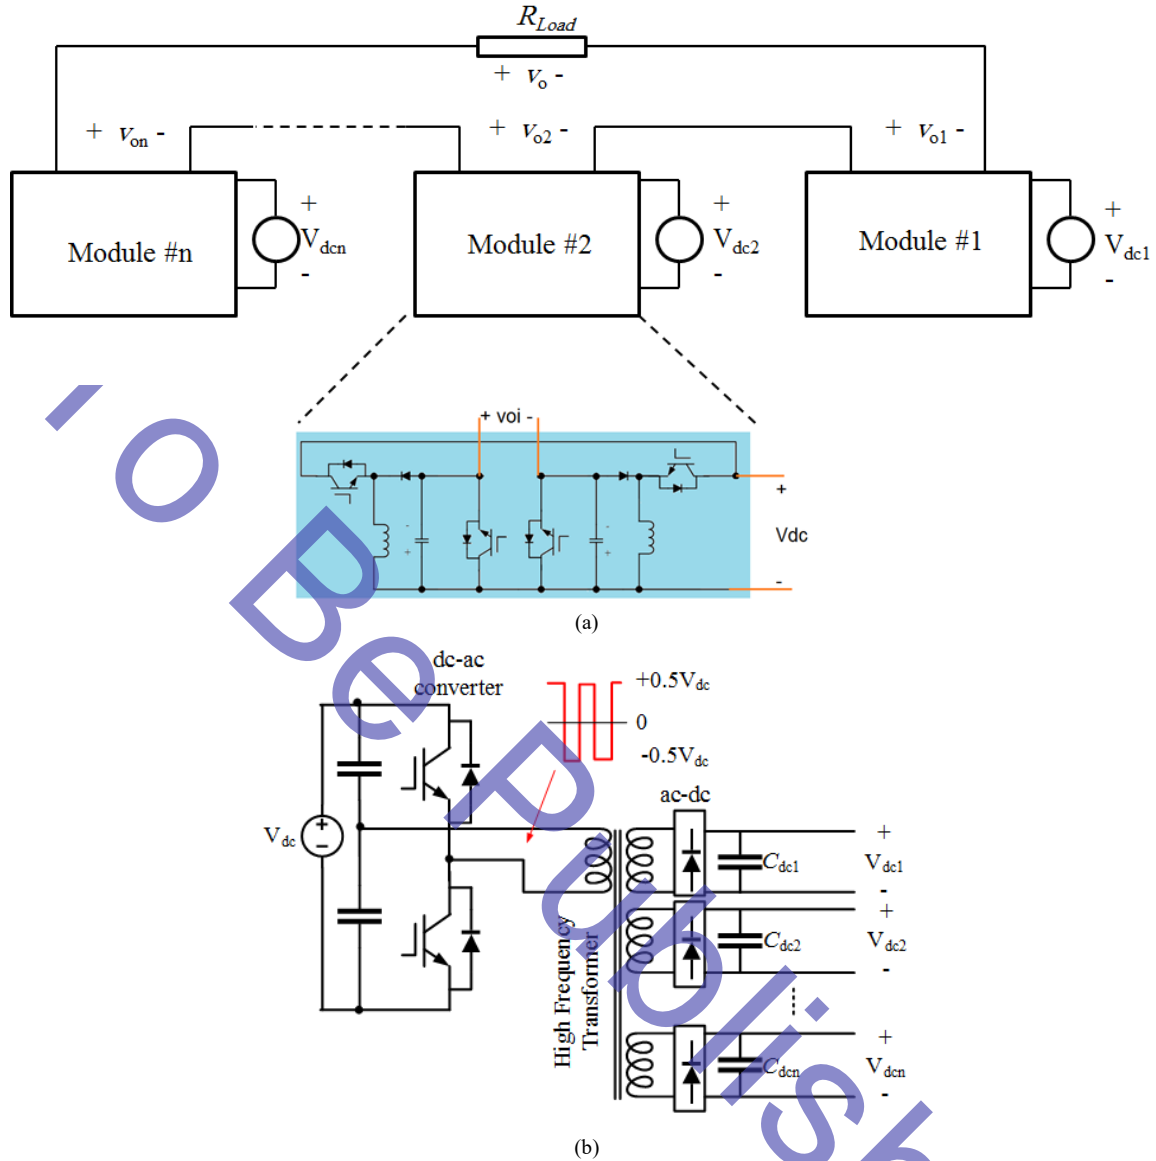 R_Load
+ v_o -
+ v_on -
+ v_o2 -
+ v_o1 -
Module #n
+
V_dcn
-
Module #2
+
V_dc2
-
Module #1
+
V_dc1
-
+ voi -
- +
- +
+
Vdc
-
(a)
dc-ac
converter
+0.5V_dc
0
-0.5V_dc
V_dc
+
−
ac-dc
High Frequency
Transformer
C_dc1
+
V_dc1
-
C_dc2
+
V_dc2
-
C_dcn
+
V_dcn
-
(b)
To Be Publish